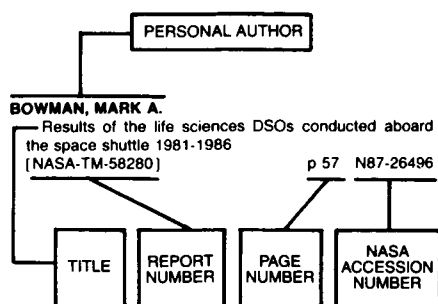 PERSONAL AUTHOR
BOWMAN, MARK A.
Results of the life sciences DSOs conducted aboard
the space shuttle 1981-1986
[NASA-TM-58280] p 57 N87-26496
TITLE
REPORT
NUMBER
PAGE
NUMBER
NASA
ACCESSION
NUMBER